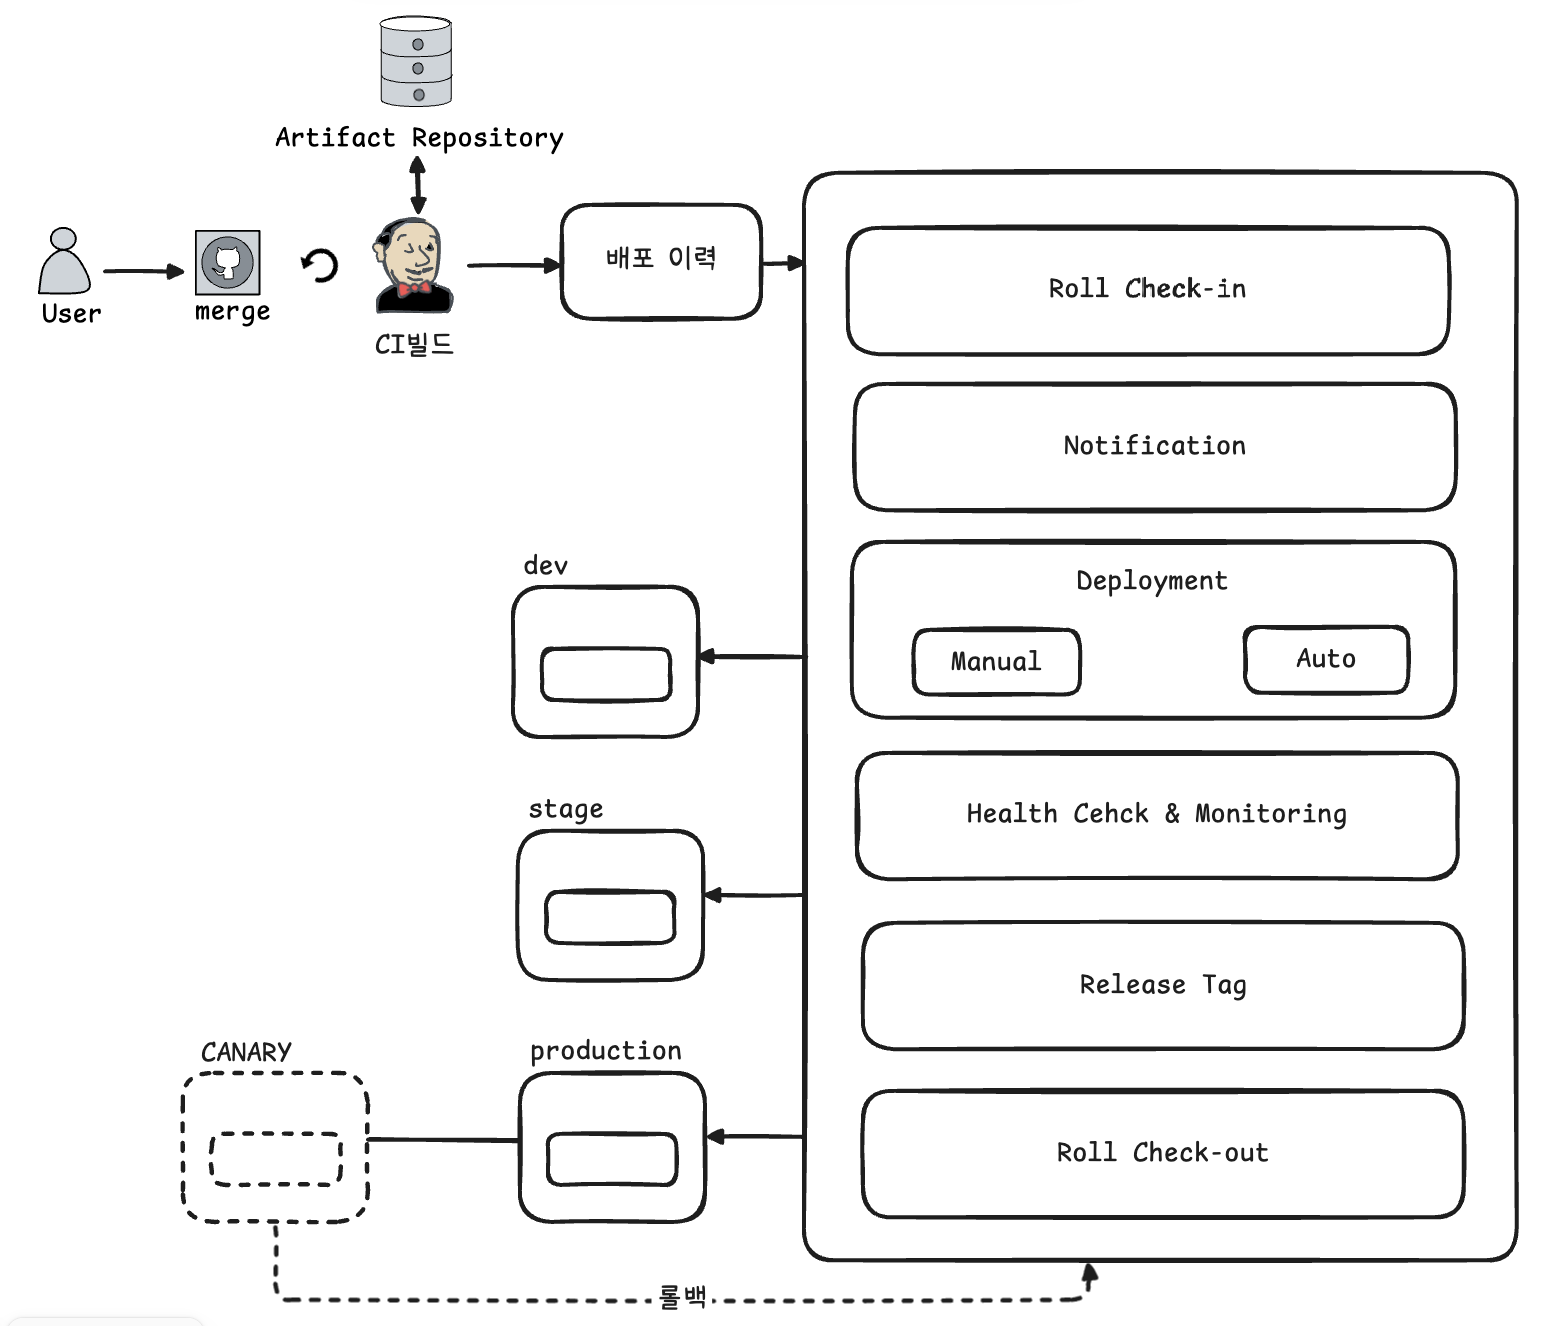 Artifact Repository
User
merge
CI빌드
배포 이력
Roll Check-in
Notification
Deployment
Manual
Auto
Health Cehck & Monitoring
Release Tag
Roll Check-out
dev
stage
production
CANARY
롤백